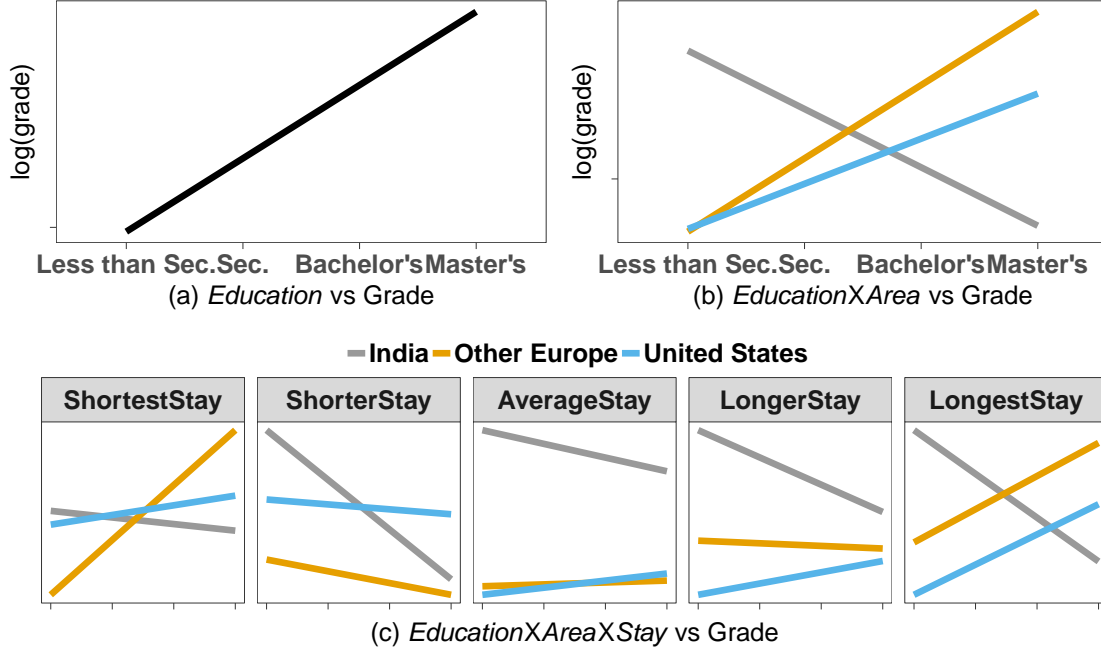 log(grade)
Less than Sec. Sec. Bachelor's Master's
(a) Education vs Grade
log(grade)
Less than Sec. Sec. Bachelor's Master's
(b) EducationXArea vs Grade
India Other Europe United States
ShortestStay ShorterStay AverageStay LongerStay LongestStay
(c) EducationXAreaXStay vs Grade